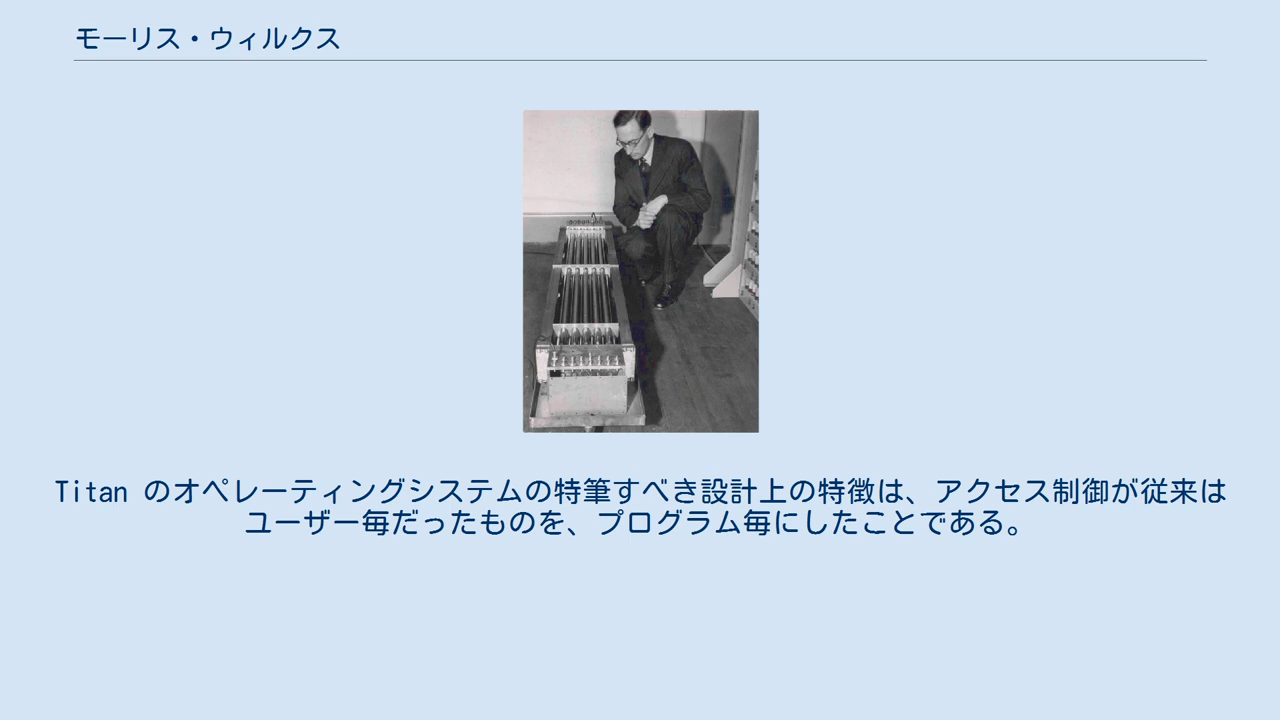 モーリス・ウィルクス
Titan のオペレーティングシステムの特筆すべき設計上の特徴は、アクセス制御が従来は
ユーザー毎だったものを、プログラム毎にしたことである。